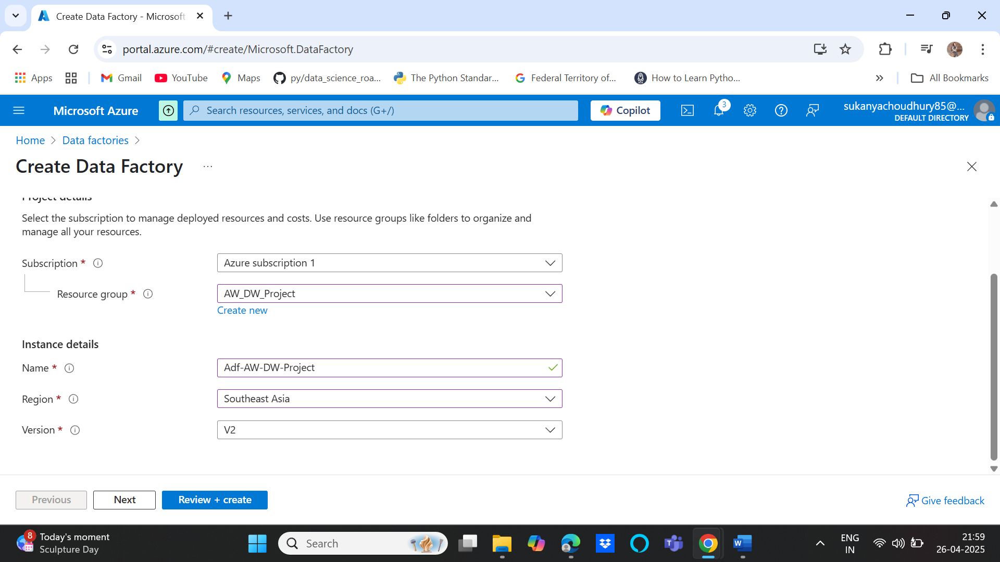 Create Data Factory - Microsoft
portal.azure.com/#create/Microsoft.DataFactory
Apps
Gmail
YouTube
Maps
py/data_science_roa...
The Python Standar...
Federal Territory of...
How to Learn Pytho...
All Bookmarks
Microsoft Azure
Search resources, services, and docs (G+/)
Copilot
3
sukanyachoudhury85@...
DEFAULT DIRECTORY
Home
Data factories
Create Data Factory
Project details
Select the subscription to manage deployed resources and costs. Use resource groups like folders to organize and
manage all your resources.
Subscription *
Azure subscription 1
Resource group *
AW_DW_Project
Create new
Instance details
Name *
Adf-AW-DW-Project
Region *
Southeast Asia
Version *
V2
Previous
Next
Review + create
Give feedback
8
Today's moment
Sculpture Day
Search
ENG
IN
21:59
26-04-2025